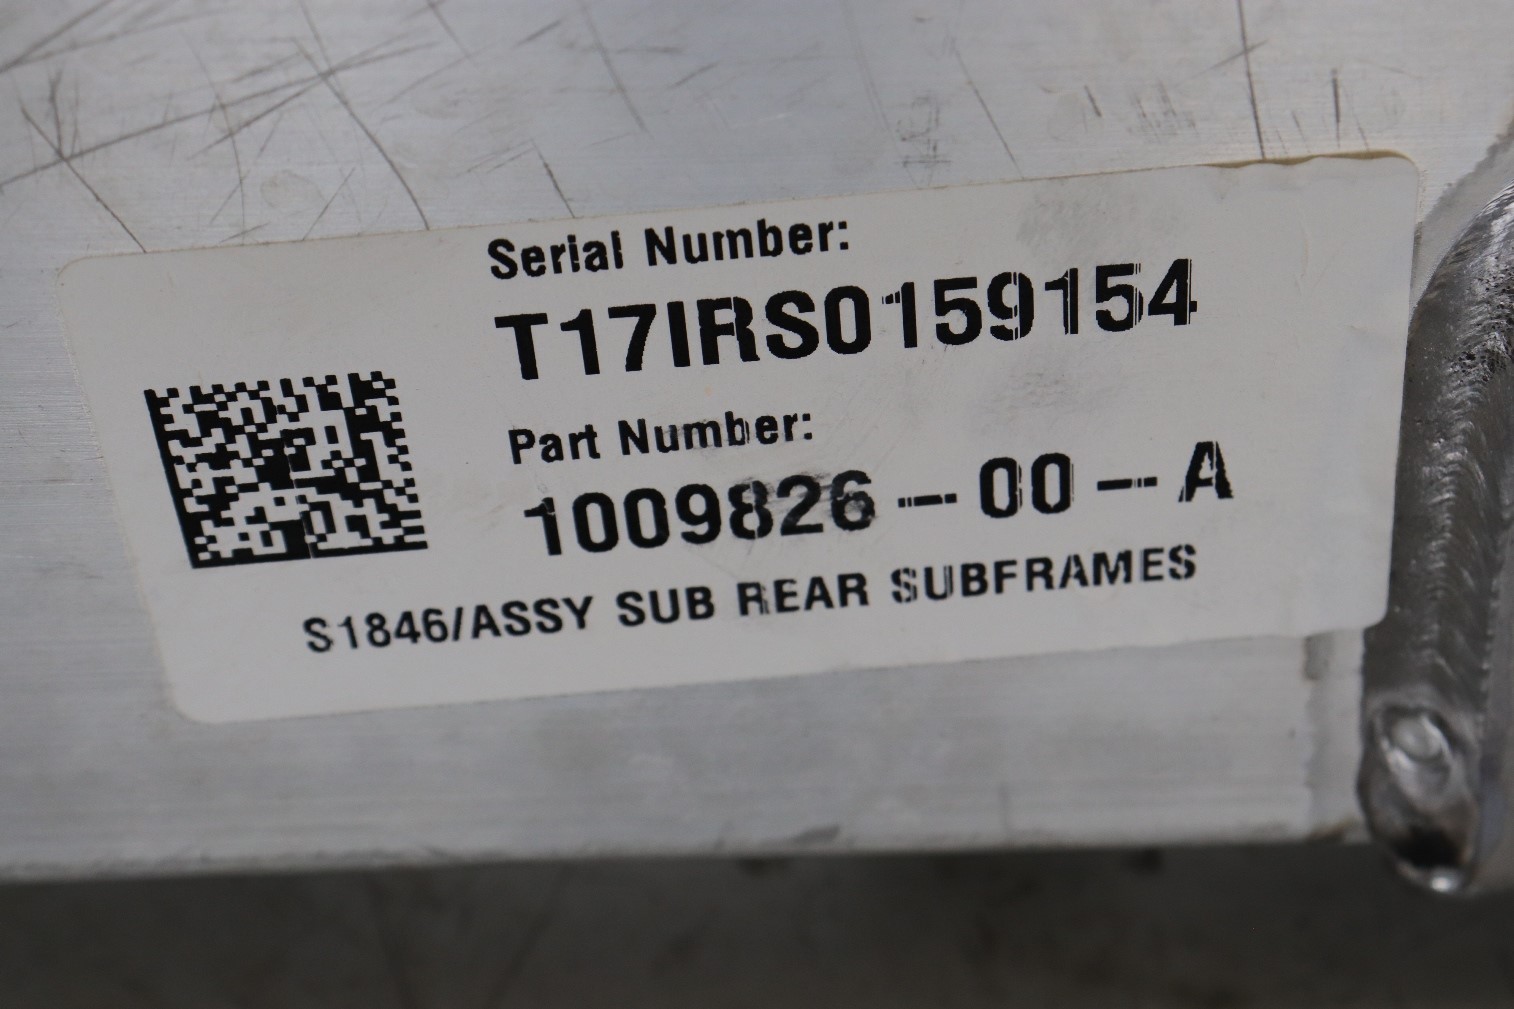 Serial Number:
T17IRS0159154
Part Number:
1009826-00-A
S1846/ASSY SUB REAR SUBFRAMES